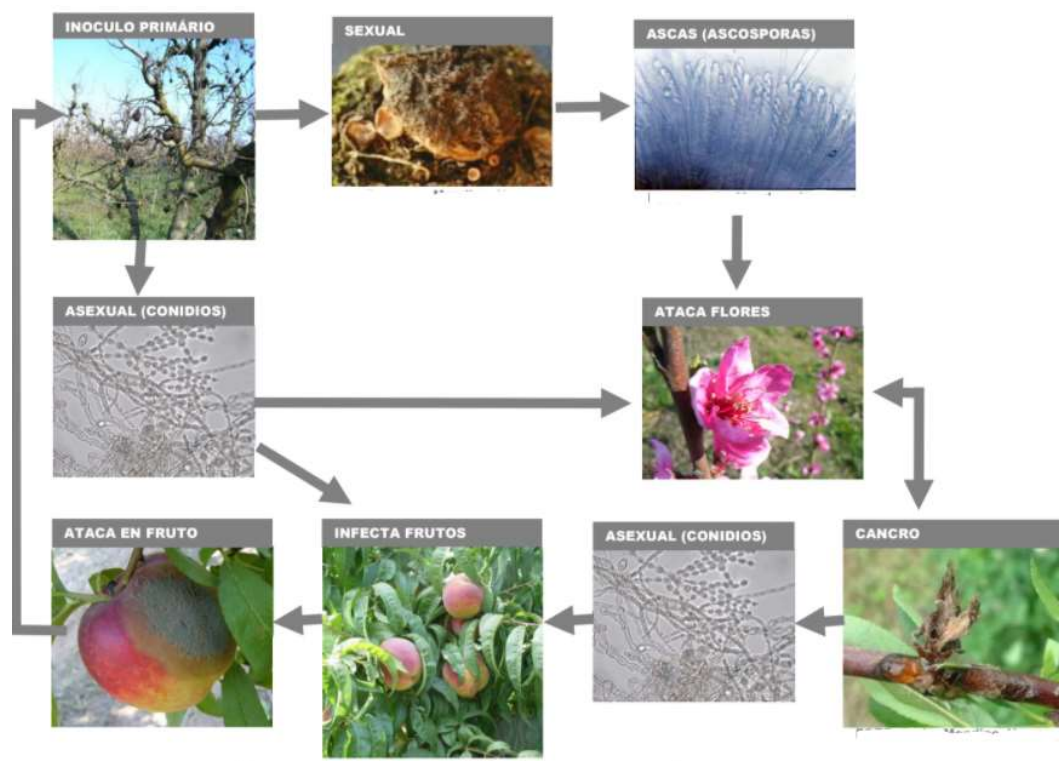 INOCULO PRIMÁRIO
SEXUAL
ASCAS (ASCOSPORAS)
ASEXUAL (CONIDIOS)
ATACA FLORES
ATACA EN FRUTO
INFECTA FRUTOS
ASEXUAL (CONIDIOS)
CANCRO